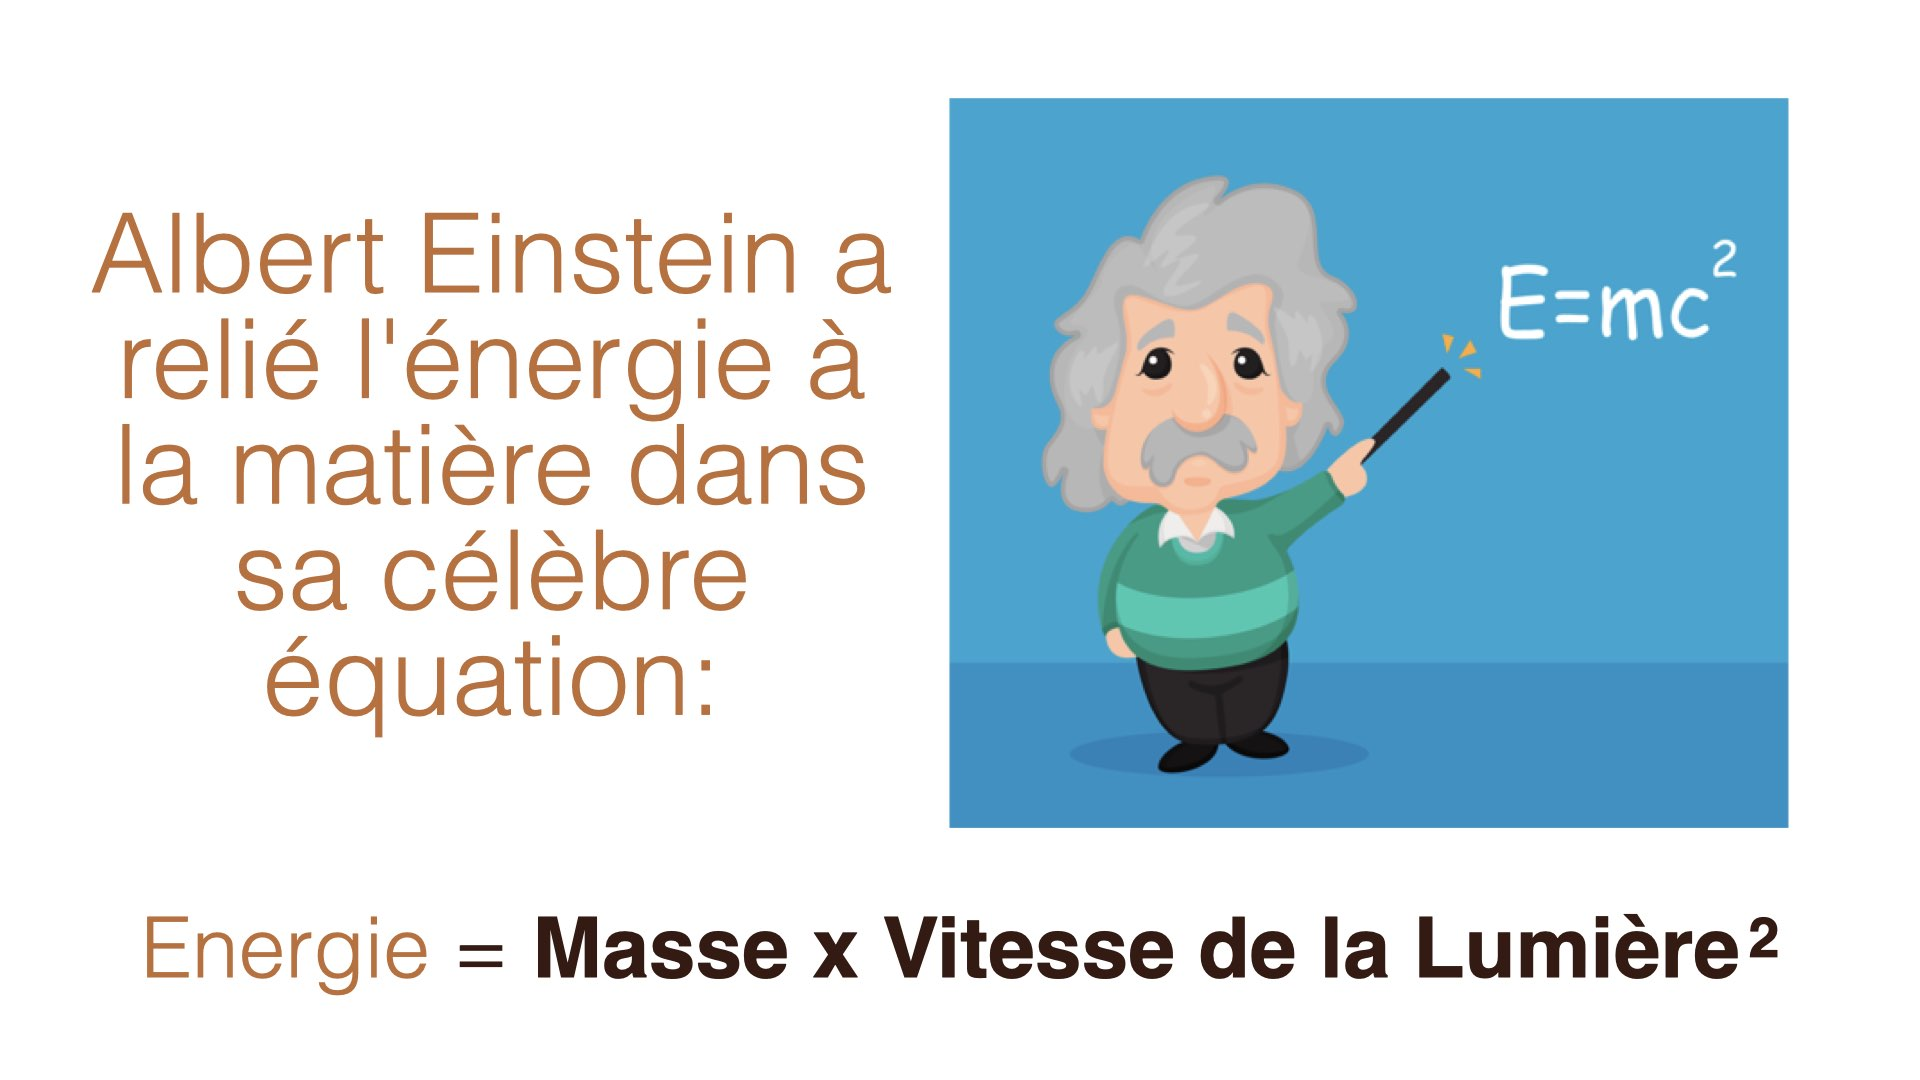 Albert Einstein a
relié l'énergie à
la matière dans
sa célèbre
équation:
E=mc²
Energie = Masse x Vitesse de la Lumière²